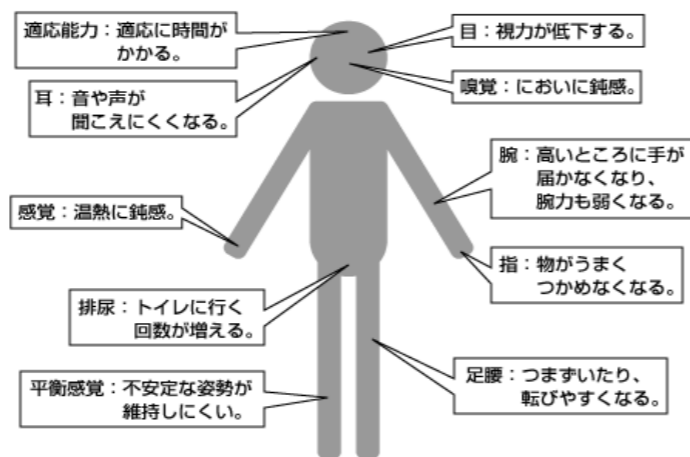 適応能力：適応に時間が
かかる。
目：視力が低下する。
耳：音や声が
聞こえにくくなる。
嗅覚：においに鈍感。
腕：高いところに手が
届かなくなり、
腕力も弱くなる。
感覚：温熱に鈍感。
指：物がうまく
つかめなくなる。
排尿：トイレに行く
回数が増える。
平衡感覚：不安定な姿勢が
維持しにくい。
足腰：つまずいたり、
転びやすくなる。